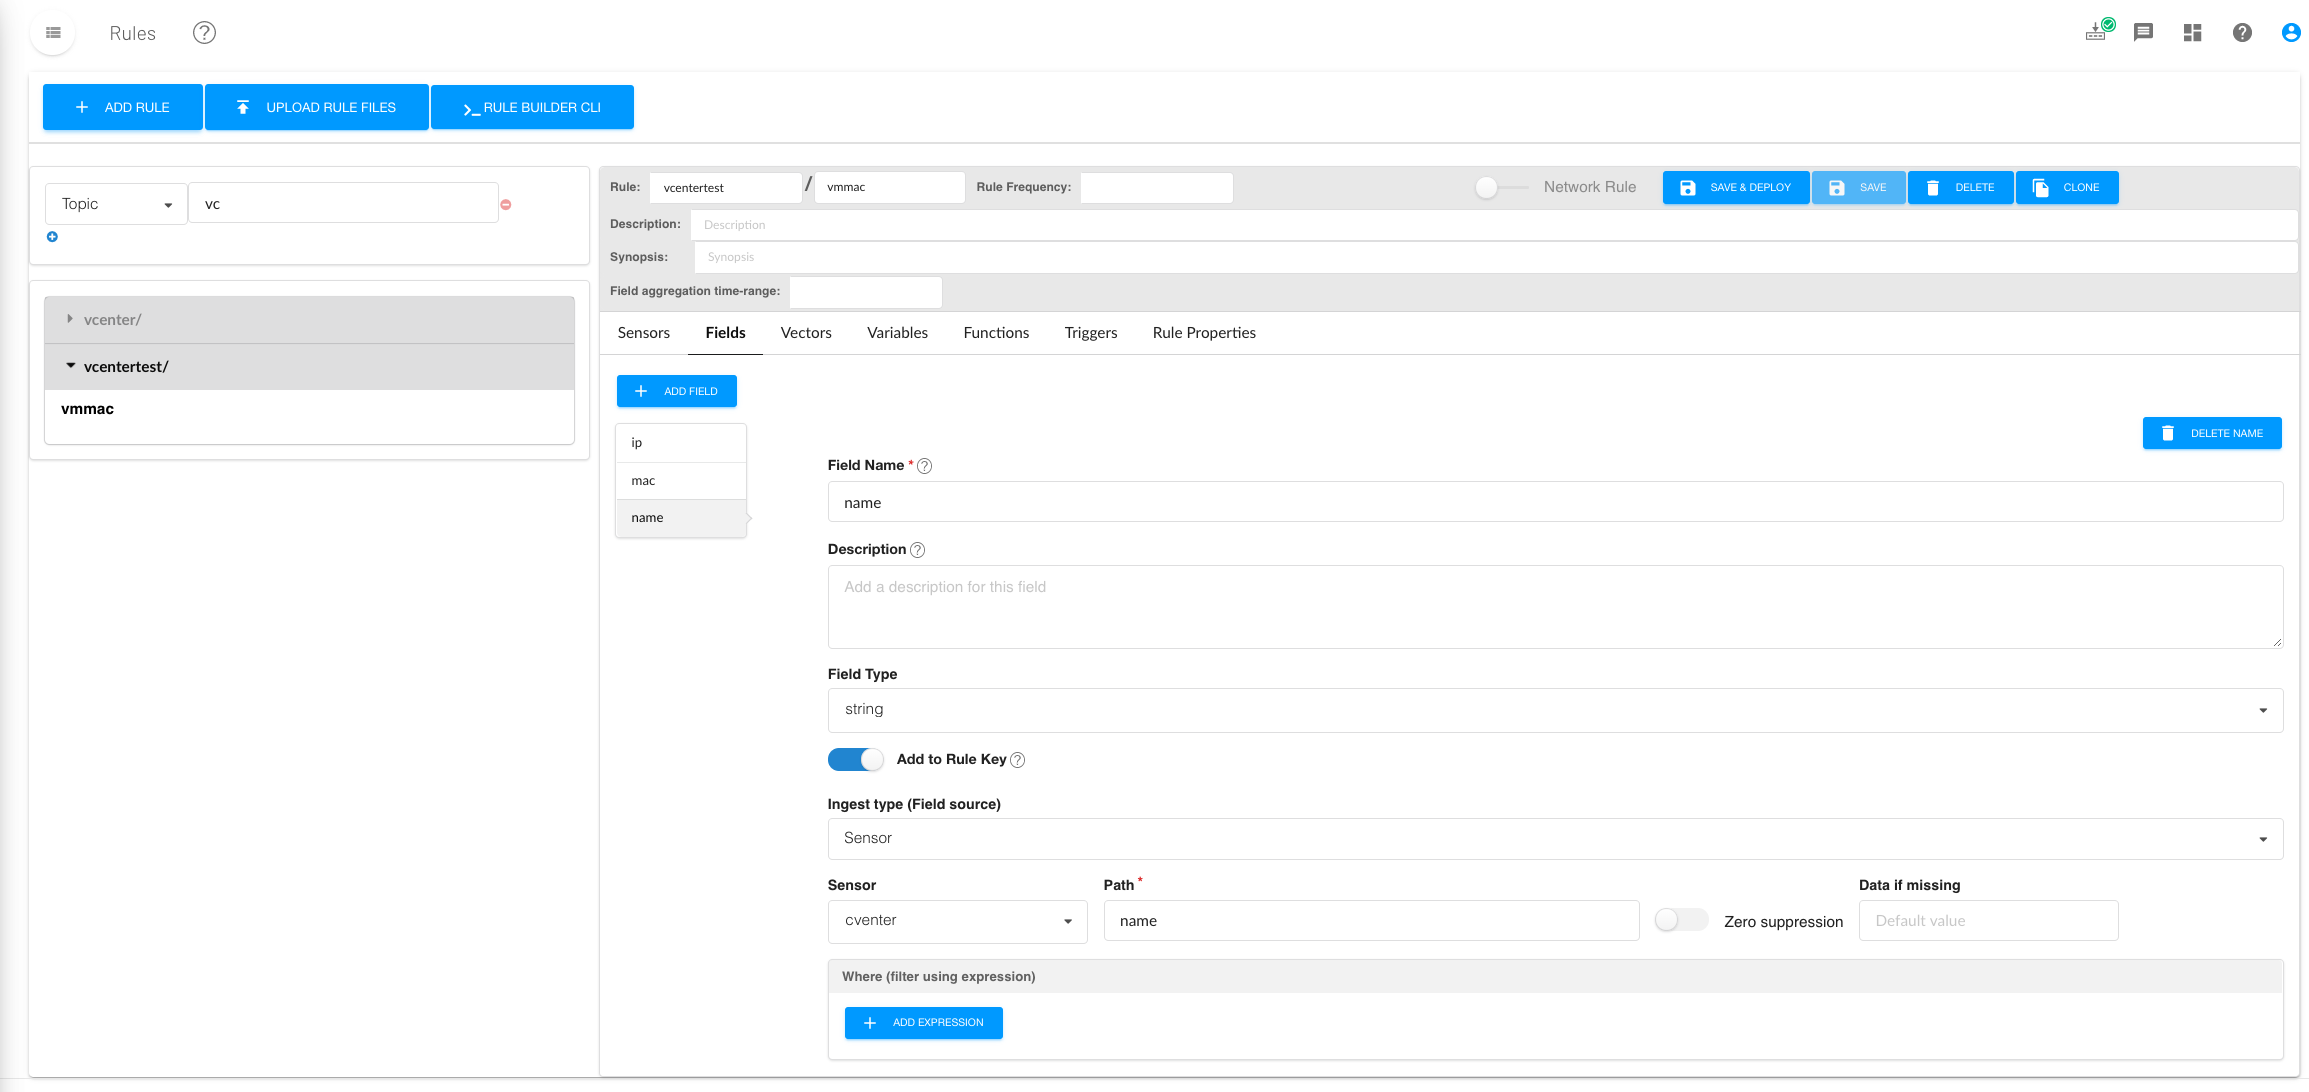 Rules
ADD RULE
UPLOAD RULE FILES
RULE BUILDER CLI
Topic
vc
vcenter/
vcentertest/
vmmac
Rule: vcentertest / vmmac Rule Frequency: Network Rule SAVE & DEPLOY SAVE DELETE CLONE
Description: Description
Synopsis: Synopsis
Field aggregation time-range:
Sensors Fields Vectors Variables Functions Triggers Rule Properties
ADD FIELD
ip
mac
name
DELETE NAME
Field Name *
name
Description
Add a description for this field
Field Type
string
Add to Rule Key
Ingest type (Field source)
Sensor
Sensor Path * Data if missing
cventer name Zero suppression Default value
Where (filter using expression)
ADD EXPRESSION